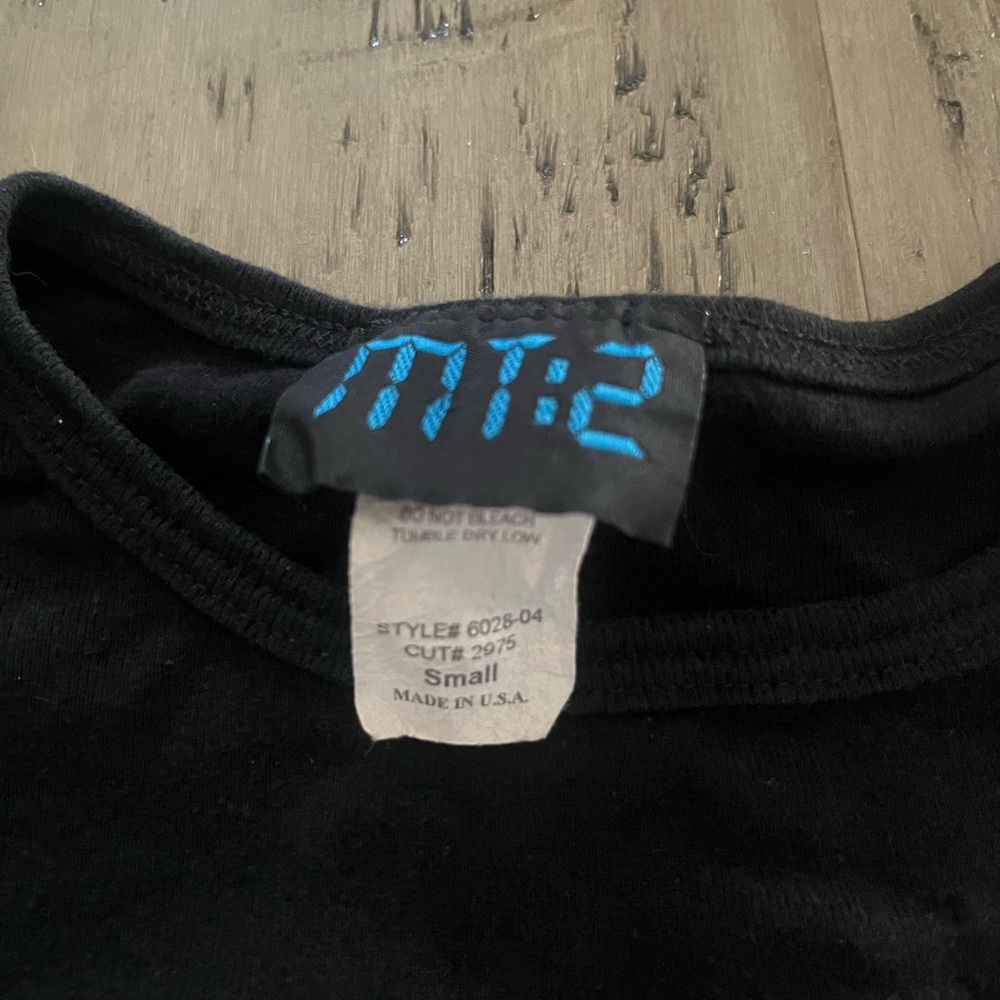 MT:2
DO NOT BLEACH
TUMBLE DRY LOW
STYLE# 6028-04
CUT# 2975
Small
MADE IN U.S.A.